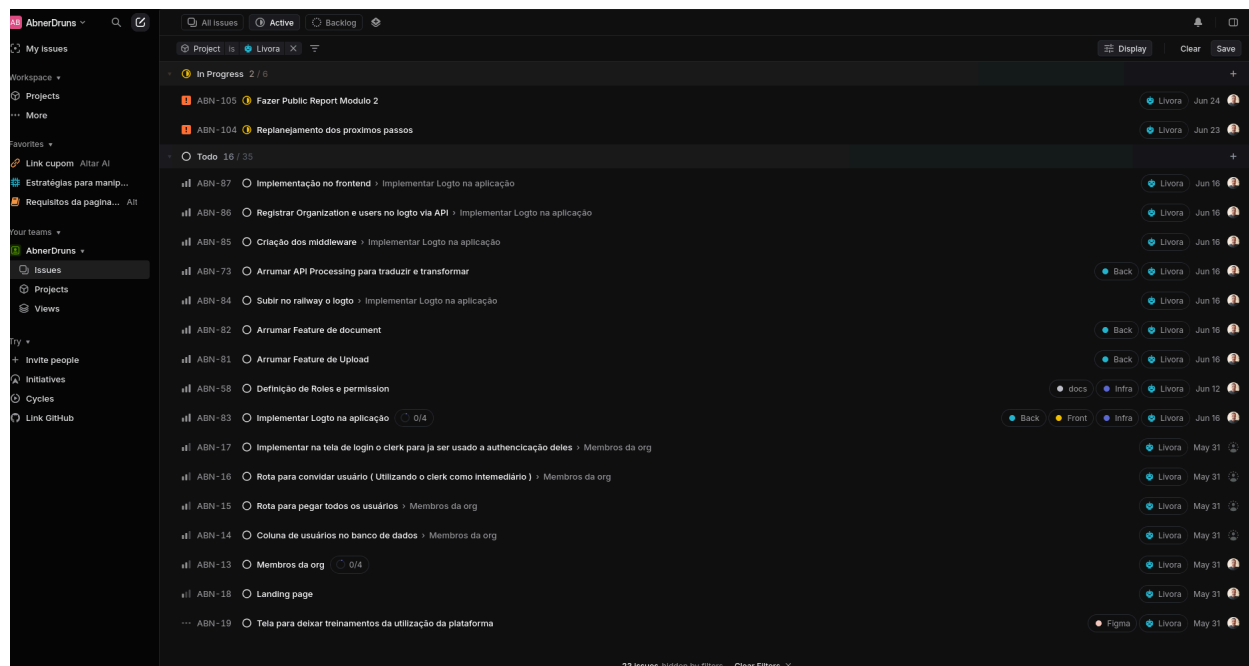 AB AbnerDruns
My issues
Workspace
Projects
More
Favorites
Link cupom Altar AI
Estratégias para manip...
Requisitos da pagina... Alt
Your teams
AbnerDruns
Issues
Projects
Views
Try
Invite people
Initiatives
Cycles
Link GitHub
All issues Active Backlog
Project is Livora Display Clear Save
In Progress 2 / 6
ABN-105 Fazer Public Report Modulo 2 Livora Jun 24
ABN-104 Replanejamento dos proximos passos Livora Jun 23
Todo 16 / 35
ABN-87 Implementação no frontend › Implementar Logto na aplicação Livora Jun 16
ABN-86 Registrar Organization e users no logto via API › Implementar Logto na aplicação Livora Jun 16
ABN-85 Criação dos middleware › Implementar Logto na aplicação Livora Jun 16
ABN-73 Arrumar API Processing para traduzir e transformar Back Livora Jun 16
ABN-84 Subir no railway o logto › Implementar Logto na aplicação Livora Jun 16
ABN-82 Arrumar Feature de document Back Livora Jun 16
ABN-81 Arrumar Feature de Upload Back Livora Jun 16
ABN-58 Definição de Roles e permission docs Infra Livora Jun 12
ABN-83 Implementar Logto na aplicação 0/4 Back Front Infra Livora Jun 16
ABN-17 Implementar na tela de login o clerk para ja ser usado a authencicação deles › Membros da org Livora May 31
ABN-16 Rota para convidar usuário ( Utilizando o clerk como intemediário ) › Membros da org Livora May 31
ABN-15 Rota para pegar todos os usuários › Membros da org Livora May 31
ABN-14 Coluna de usuários no banco de dados › Membros da org Livora May 31
ABN-13 Membros da org 0/4 Livora May 31
ABN-18 Landing page Livora May 31
ABN-19 Tela para deixar treinamentos da utilização da plataforma Figma Livora May 31
23 issues hidden by filters Clear Filters